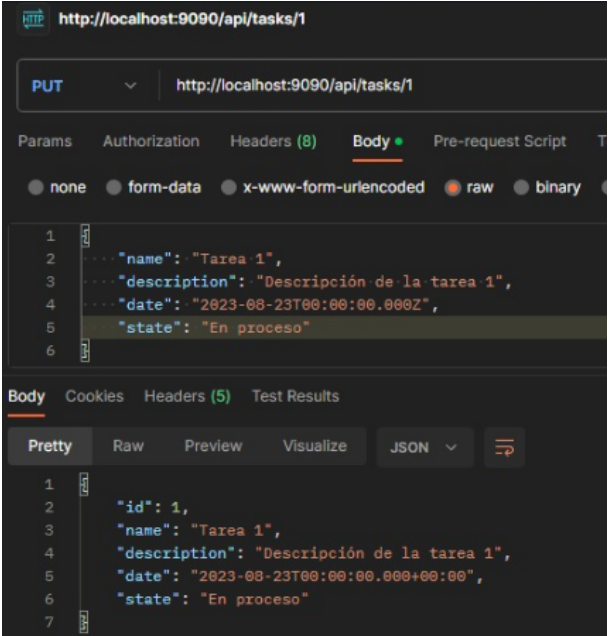 HTTP http://localhost:9090/api/tasks/1
PUT http://localhost:9090/api/tasks/1
Params Authorization Headers (8) Body Pre-request Script T
none form-data x-www-form-urlencoded raw binary
1 {
2 "name": "Tarea 1",
3 "description": "Descripción de la tarea 1",
4 "date": "2023-08-23T00:00:00.000Z",
5 "state": "En proceso"
6 }
Body Cookies Headers (5) Test Results
Pretty Raw Preview Visualize JSON
1 {
2 "id": 1,
3 "name": "Tarea 1",
4 "description": "Descripción de la tarea 1",
5 "date": "2023-08-23T00:00:00.000+00:00",
6 "state": "En proceso"
7 }